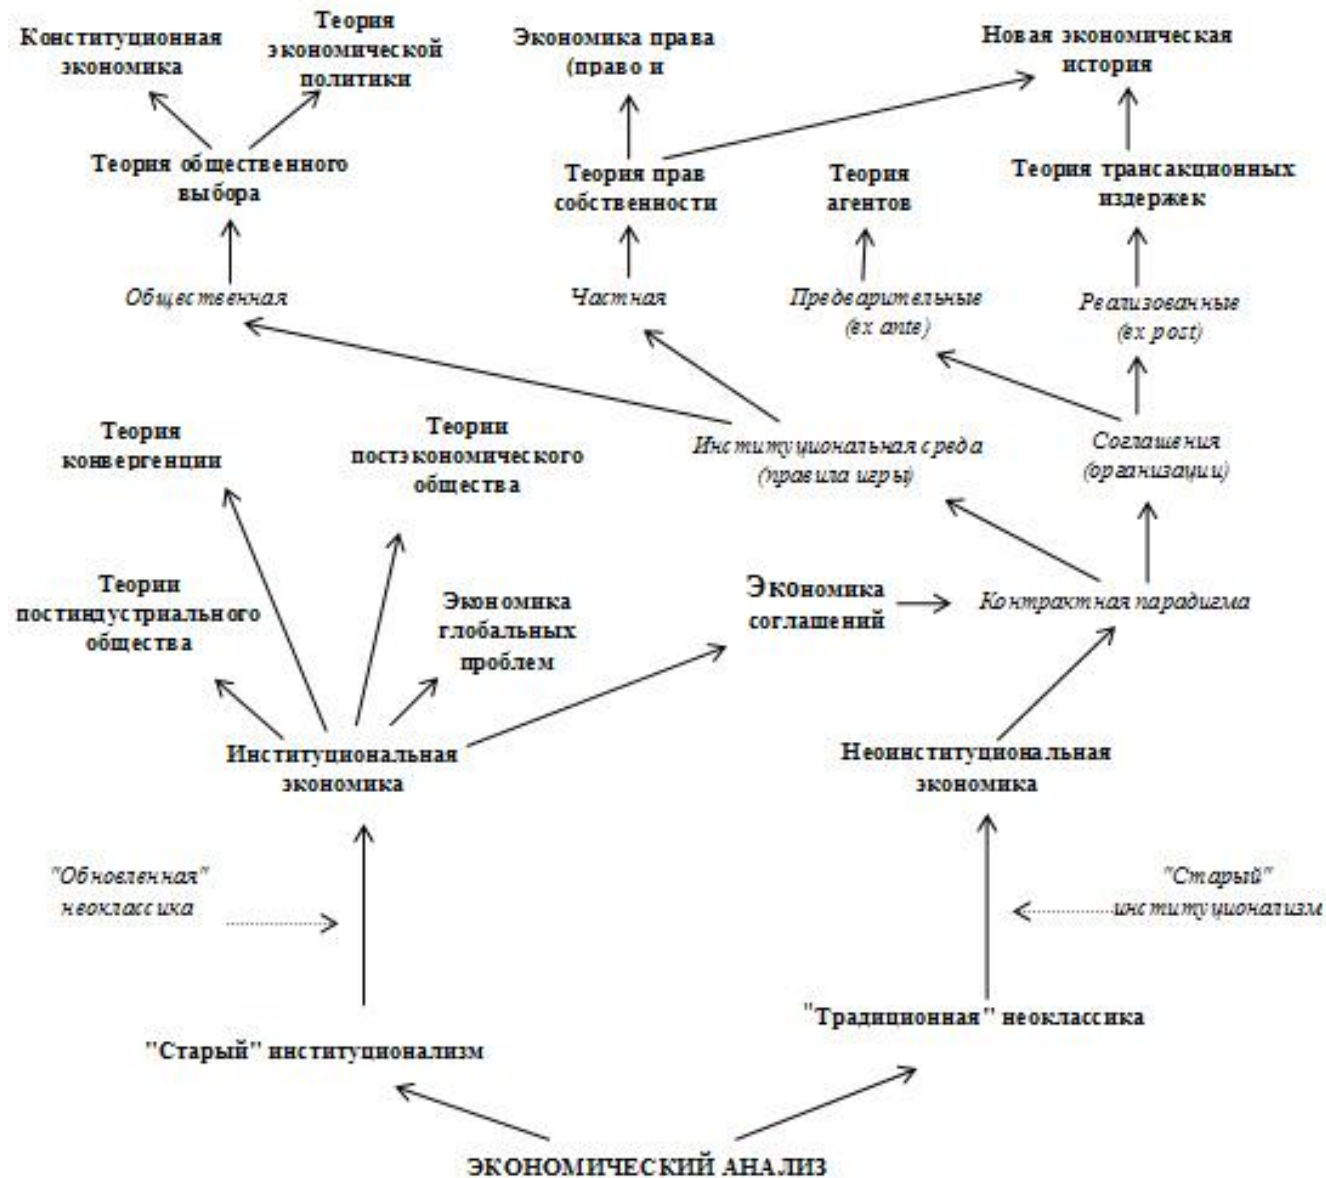 Конституционная
экономика
Теория
экономической
политики
Экономика права
(право и
Новая экономическая
история
Теория общественного
выбора
Теория прав
собственности
Теория
агентов
Теория трансакционных
издержек
Общественная
Частная
Предварительные
(ex ante)
Реализованные
(ex post)
Теория
конвергенции
Теории
постэкономического
общества
Институциональная среда
(правила игры)
Соглашения
(организации)
Теории
постиндустриального
общества
Экономика
глобальных
проблем
Экономика
соглашений
Контрактная парадигма
Институциональная
экономика
Неоинституциональная
экономика
"Обновленная"
неоклассика
"Старый"
институционализм
"Традиционная" неоклассика
"Старый" институционализм
ЭКОНОМИЧЕСКИЙ АНАЛИЗ